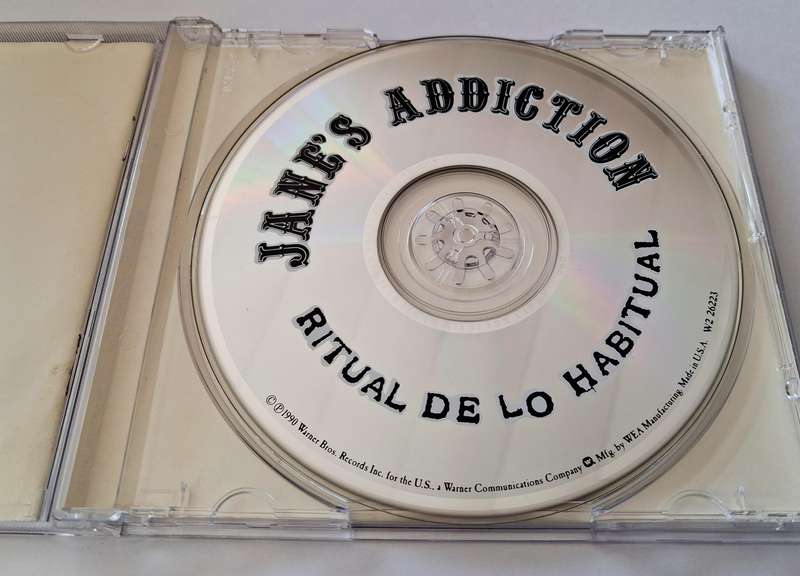 JANE'S ADDICTION
RITUAL DE LO HABITUAL
©℗1990 Warner Bros. Records Inc. for the U.S., a Warner Communications Company. Mfg. by WEA Manufacturing. Made in U.S.A. W2 26223